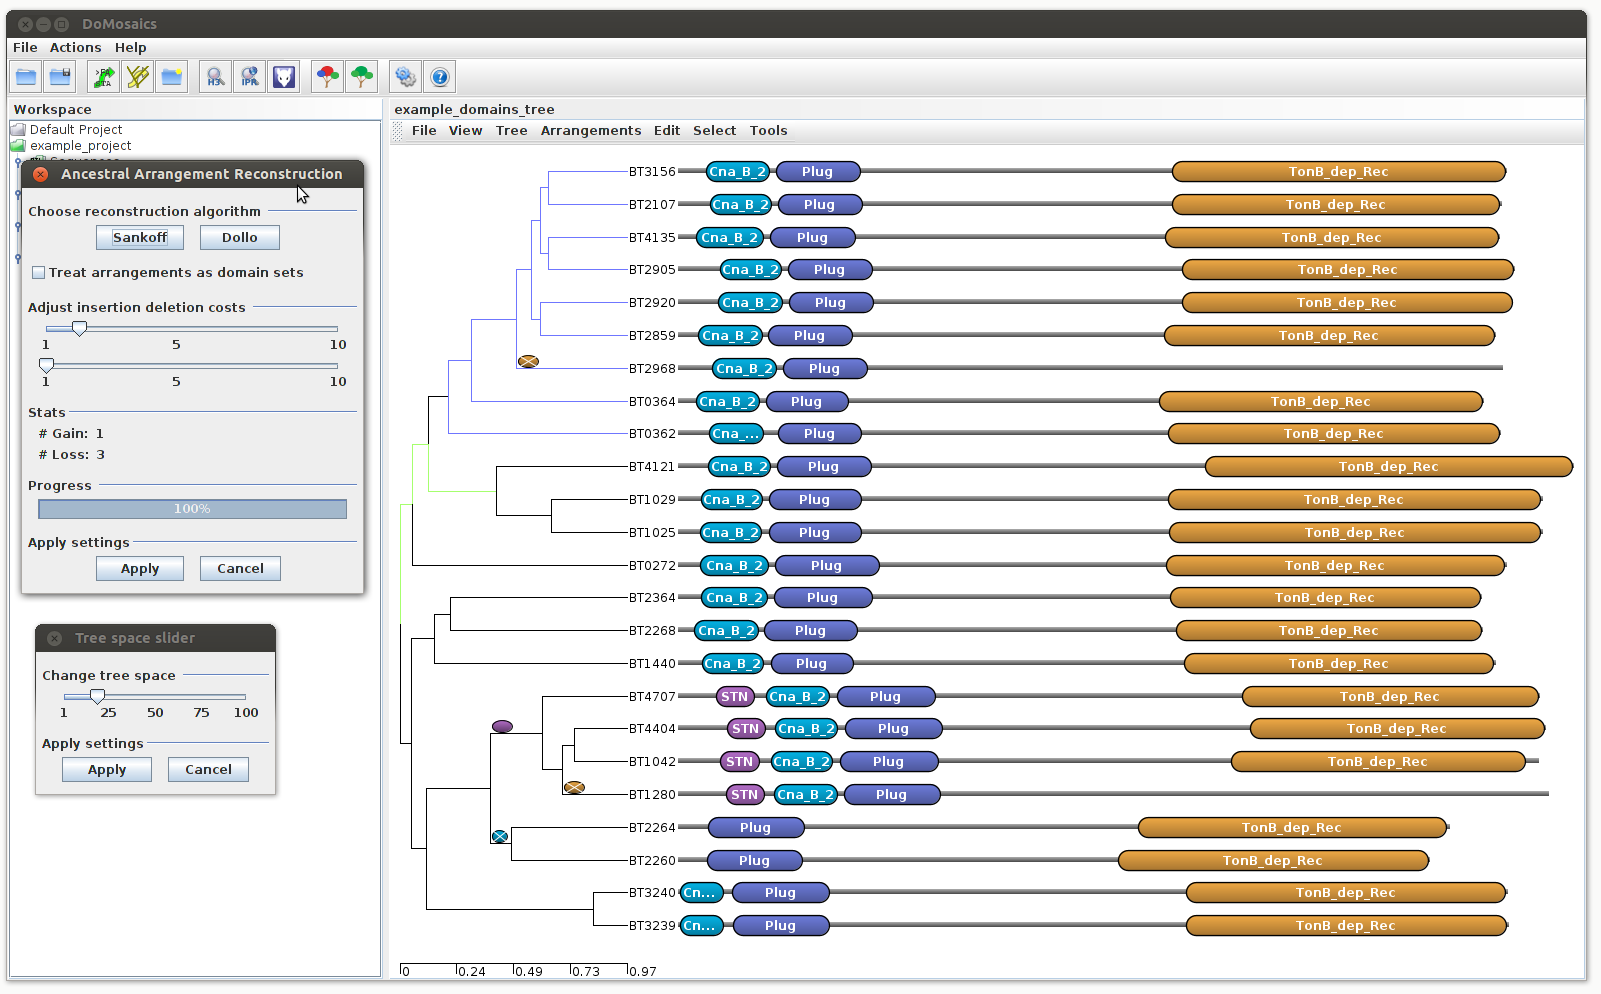 DoMosaics
File Actions Help
>FA
STA
H3 IPR
Workspace
Default Project
example_project
Sequences
Ancestral Arrangement Reconstruction
Choose reconstruction algorithm
Sankoff Dollo
Treat arrangements as domain sets
Adjust insertion deletion costs
1 5 10
1 5 10
Stats
# Gain: 1
# Loss: 3
Progress
100%
Apply settings
Apply Cancel
Tree space slider
Change tree space
1 25 50 75 100
Apply settings
Apply Cancel
example_domains_tree
File View Tree Arrangements Edit Select Tools
BT3156 Cna_B_2 Plug TonB_dep_Rec
BT2107 Cna_B_2 Plug TonB_dep_Rec
BT4135 Cna_B_2 Plug TonB_dep_Rec
BT2905 Cna_B_2 Plug TonB_dep_Rec
BT2920 Cna_B_2 Plug TonB_dep_Rec
BT2859 Cna_B_2 Plug TonB_dep_Rec
BT2968 Cna_B_2 Plug
BT0364 Cna_B_2 Plug TonB_dep_Rec
BT0362 Cna_... Plug TonB_dep_Rec
BT4121 Cna_B_2 Plug TonB_dep_Rec
BT1029 Cna_B_2 Plug TonB_dep_Rec
BT1025 Cna_B_2 Plug TonB_dep_Rec
BT0272 Cna_B_2 Plug TonB_dep_Rec
BT2364 Cna_B_2 Plug TonB_dep_Rec
BT2268 Cna_B_2 Plug TonB_dep_Rec
BT1440 Cna_B_2 Plug TonB_dep_Rec
BT4707 STN Cna_B_2 Plug TonB_dep_Rec
BT4404 STN Cna_B_2 Plug TonB_dep_Rec
BT1042 STN Cna_B_2 Plug TonB_dep_Rec
BT1280 STN Cna_B_2 Plug
BT2264 Plug TonB_dep_Rec
BT2260 Plug TonB_dep_Rec
BT3240 Cn... Plug TonB_dep_Rec
BT3239 Cn... Plug TonB_dep_Rec
0 0.24 0.49 0.73 0.97